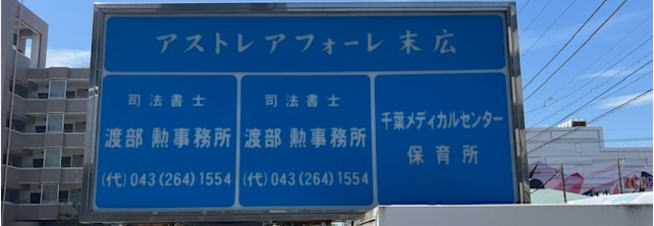 アストレアフォーレ末広
司法書士
渡部 勲事務所
(代) 043 (264) 1554
司法書士
渡部 勲事務所
(代) 043 (264) 1554
千葉メディカルセンター
保育所